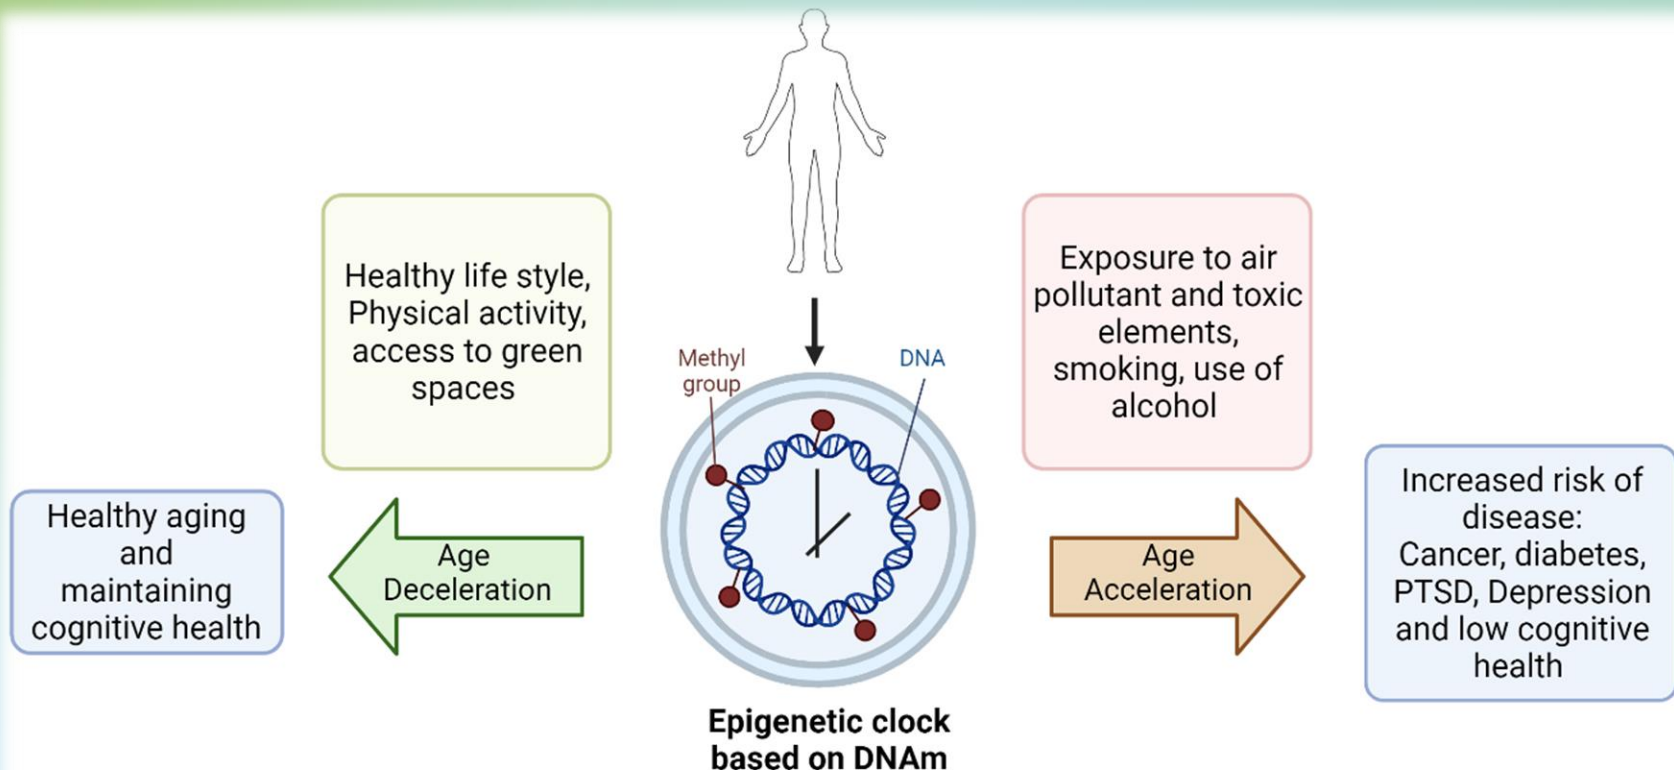 Healthy life style,
Physical activity,
access to green
spaces
Exposure to air
pollutant and toxic
elements,
smoking, use of
alcohol
Methyl
group
DNA
Healthy aging
and
maintaining
cognitive health
Age
Deceleration
Age
Acceleration
Increased risk of
disease:
Cancer, diabetes,
PTSD, Depression
and low cognitive
health
Epigenetic clock
based on DNAm